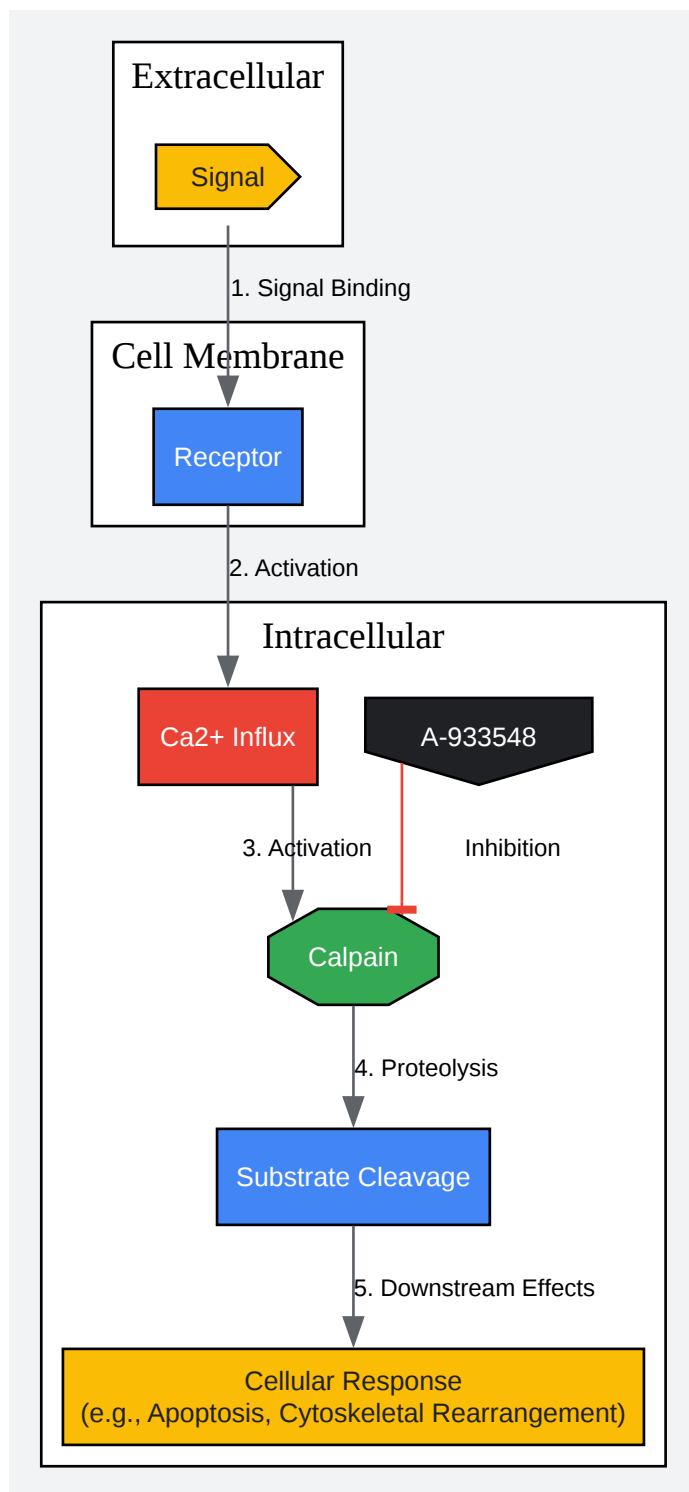 Extracellular
Signal
1. Signal Binding
Cell Membrane
Receptor
2. Activation
Intracellular
Ca2+ Influx
A-933548
3. Activation
Inhibition
Calpain
4. Proteolysis
Substrate Cleavage
5. Downstream Effects
Cellular Response
(e.g., Apoptosis, Cytoskeletal Rearrangement)